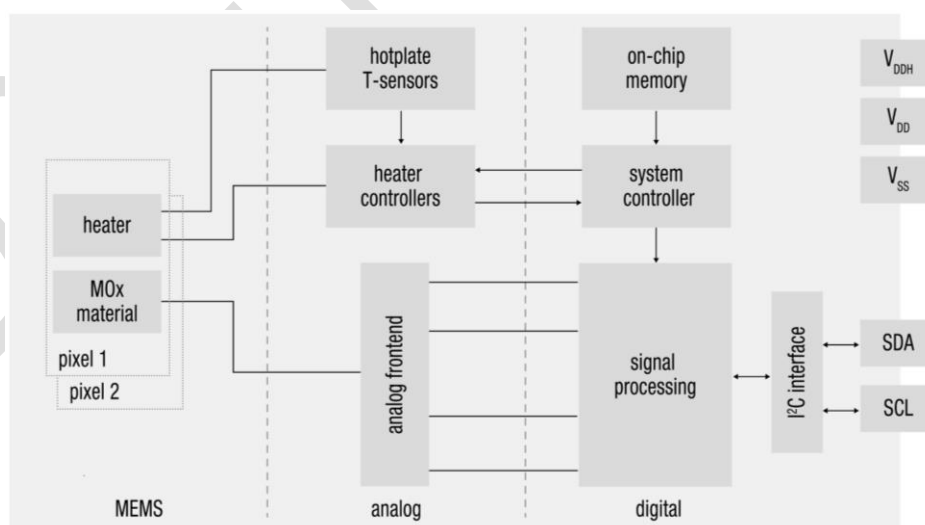 hotplate
T-sensors
on-chip
memory
V_DDH
V_DD
V_SS
heater
controllers
system
controller
heater
MOx
material
pixel 1
pixel 2
analog frontend
signal
processing
I²C interface
SDA
SCL
MEMS
analog
digital